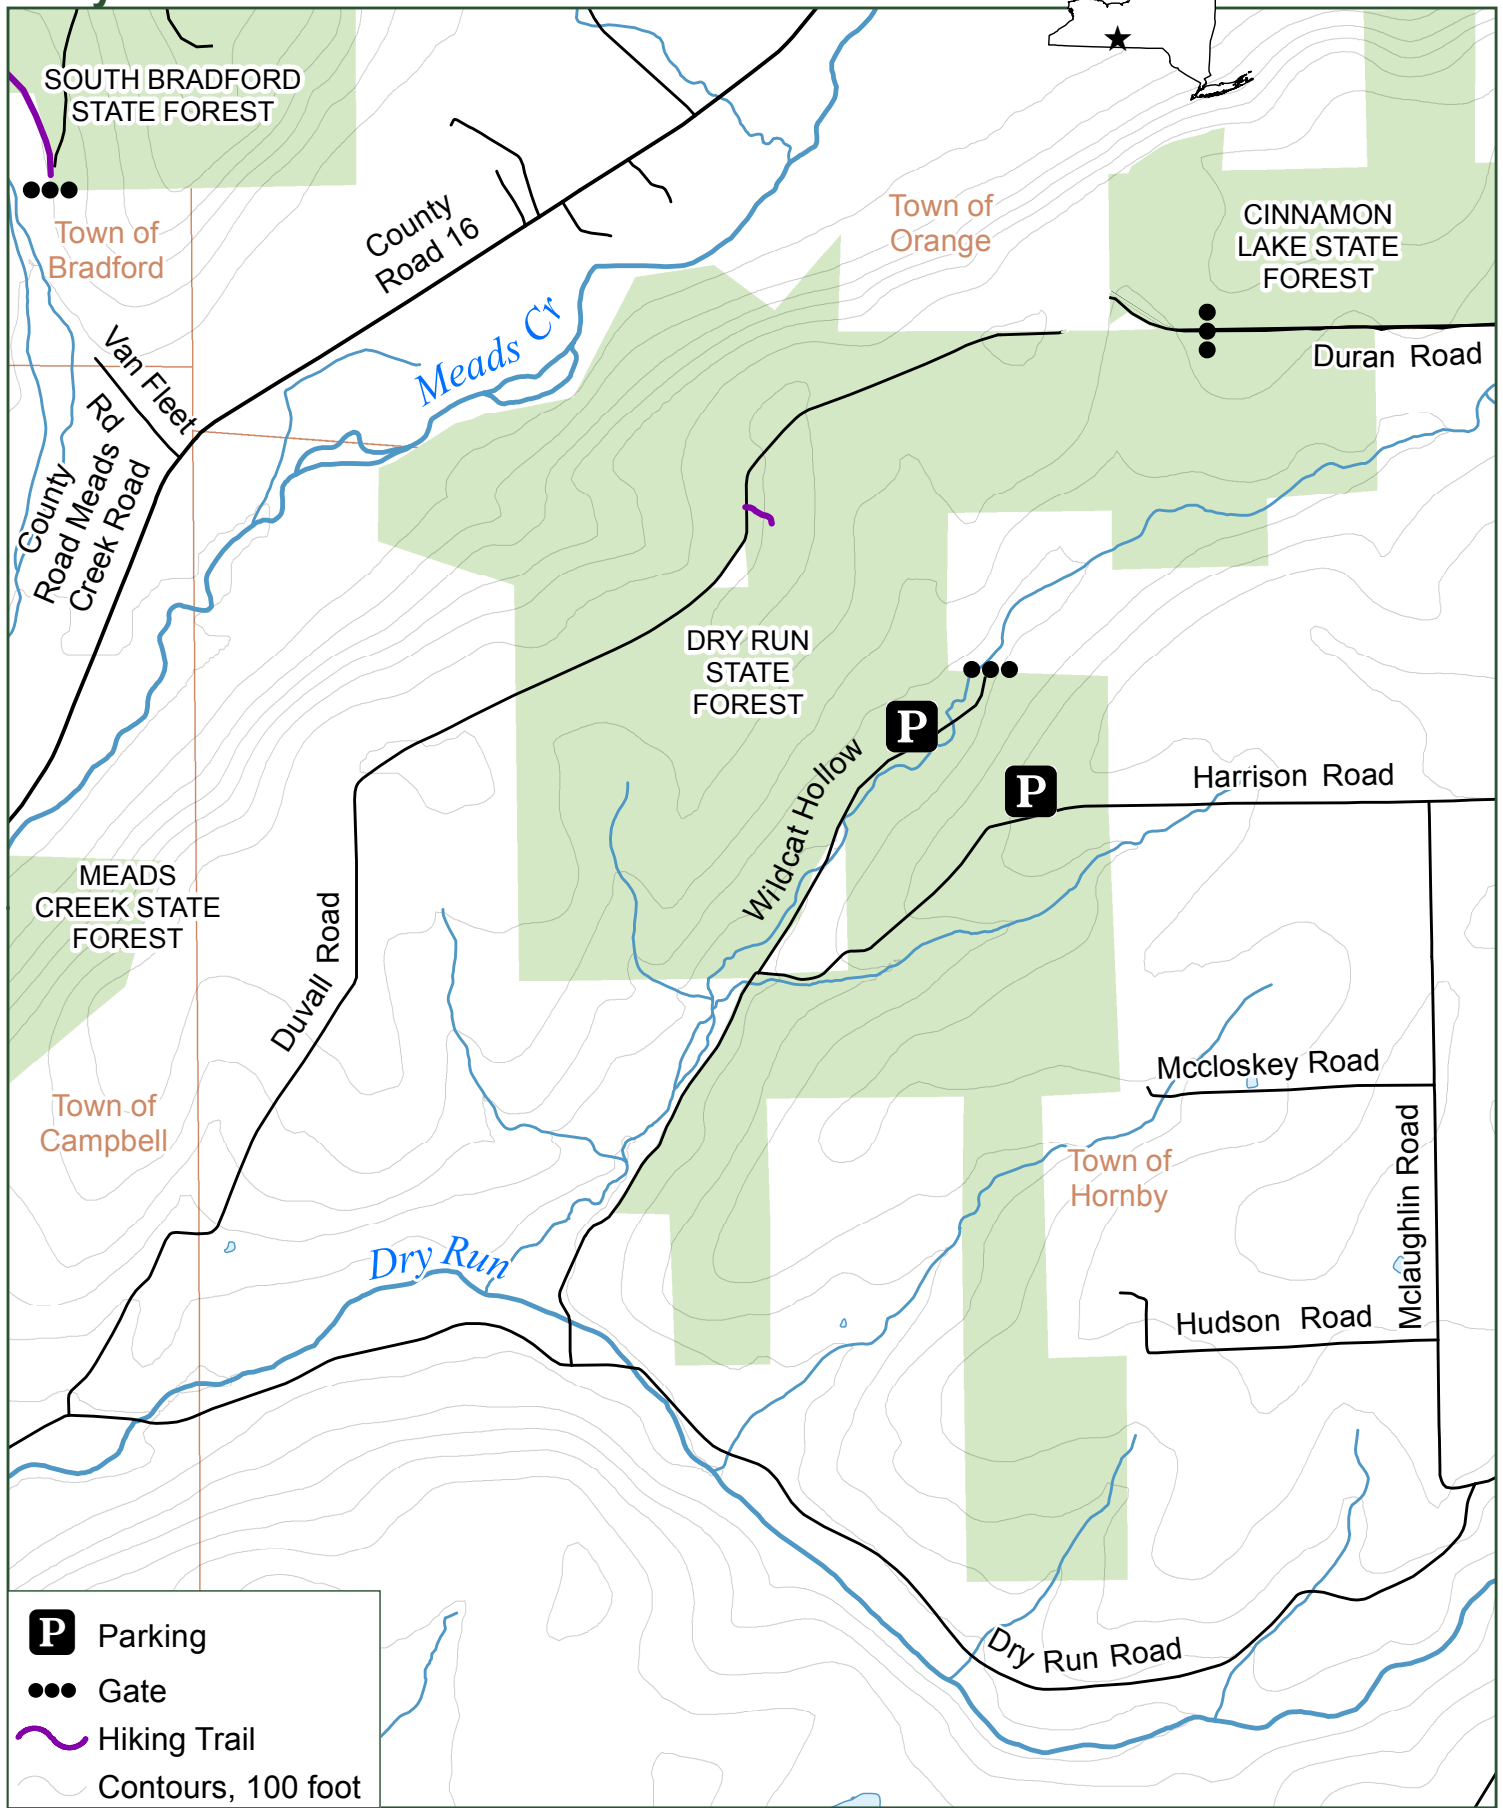 SOUTH BRADFORD
STATE FOREST
Town of
Bradford
County
Road 16
Town of
Orange
CINNAMON
LAKE STATE
FOREST
Meads Cr
Van Fleet
Rd
Duran Road
County
Road Meads
Creek Road
DRY RUN
STATE
FOREST
P
Wildcat Hollow
P
Harrison Road
MEADS
CREEK STATE
FOREST
Duvall Road
Mccloskey Road
Town of
Campbell
Town of
Hornby
Mclaughlin Road
Dry Run
Hudson Road
Dry Run Road
P Parking
Gate
Hiking Trail
Contours, 100 foot